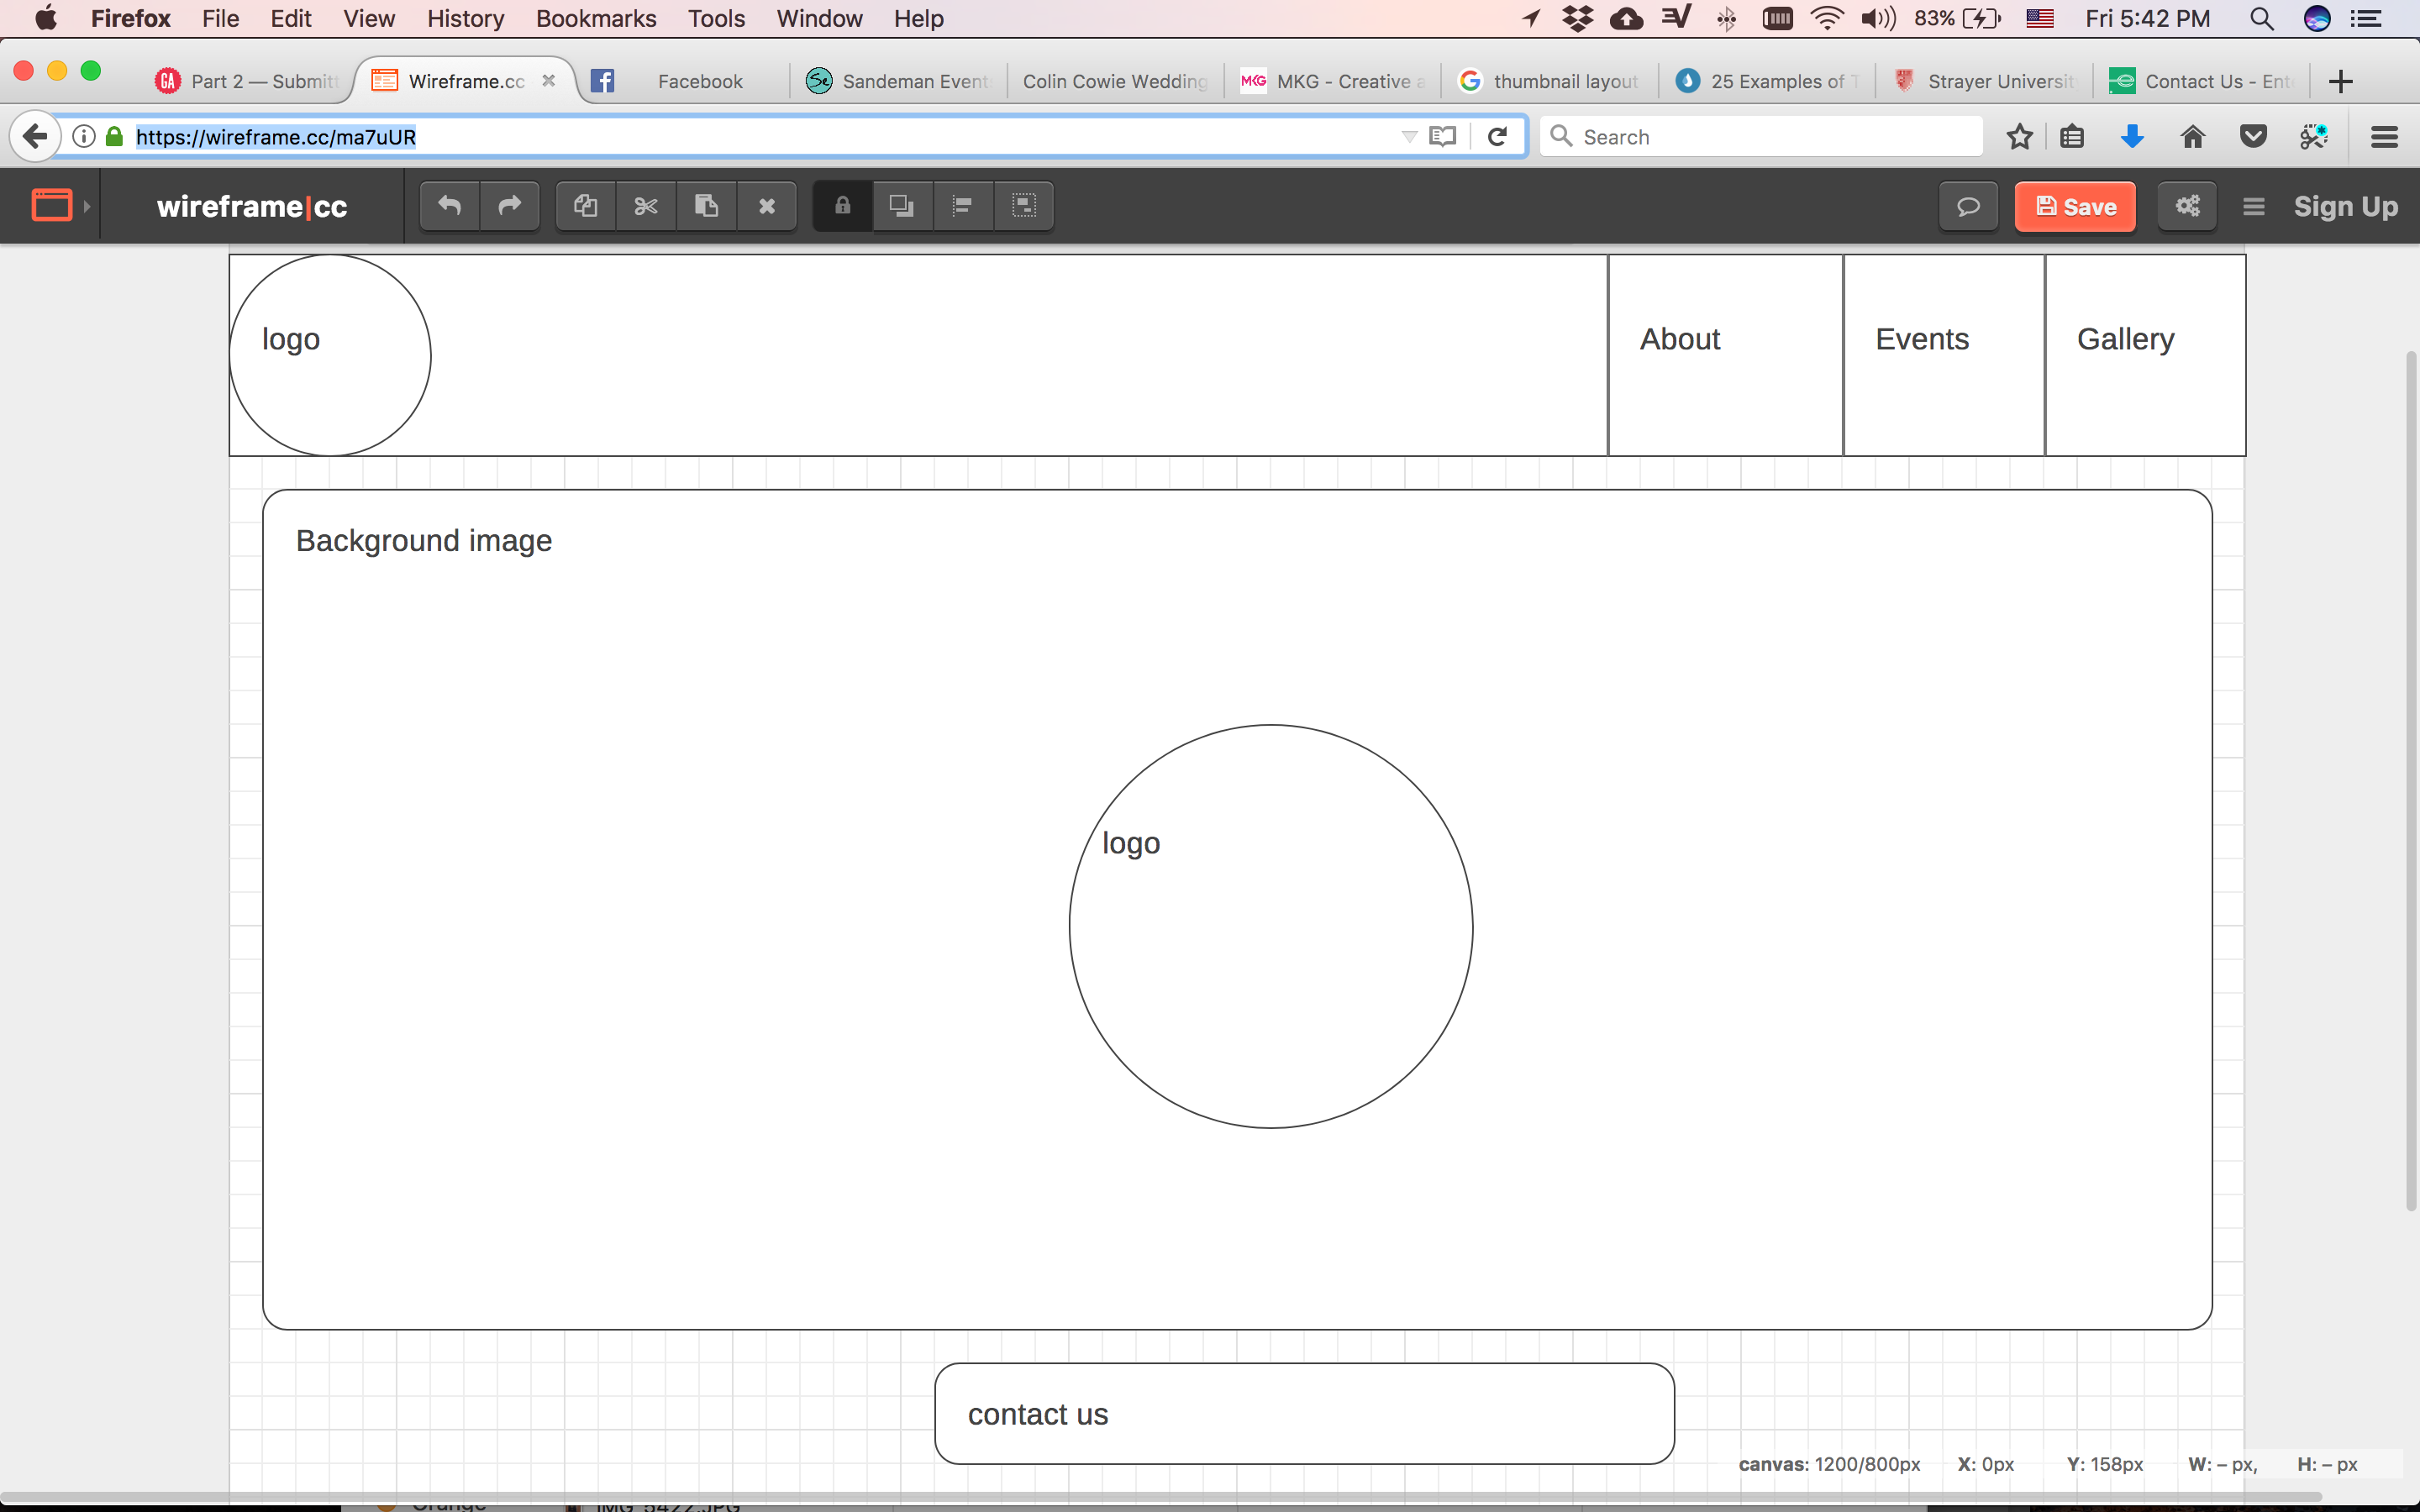 Firefox File Edit View History Bookmarks Tools Window Help 83% Fri 5:42 PM
GA Part 2 — Submitt Wireframe.cc Facebook Se Sandeman Event Colin Cowie Wedding MKG MKG - Creative a thumbnail layout 25 Examples of T Strayer Universit Contact Us - Ent
https://wireframe.cc/ma7uUR Search
wireframe|cc Save Sign Up
logo About Events Gallery
Background image
logo
contact us
canvas: 1200/800px X: 0px Y: 158px W: – px, H: – px